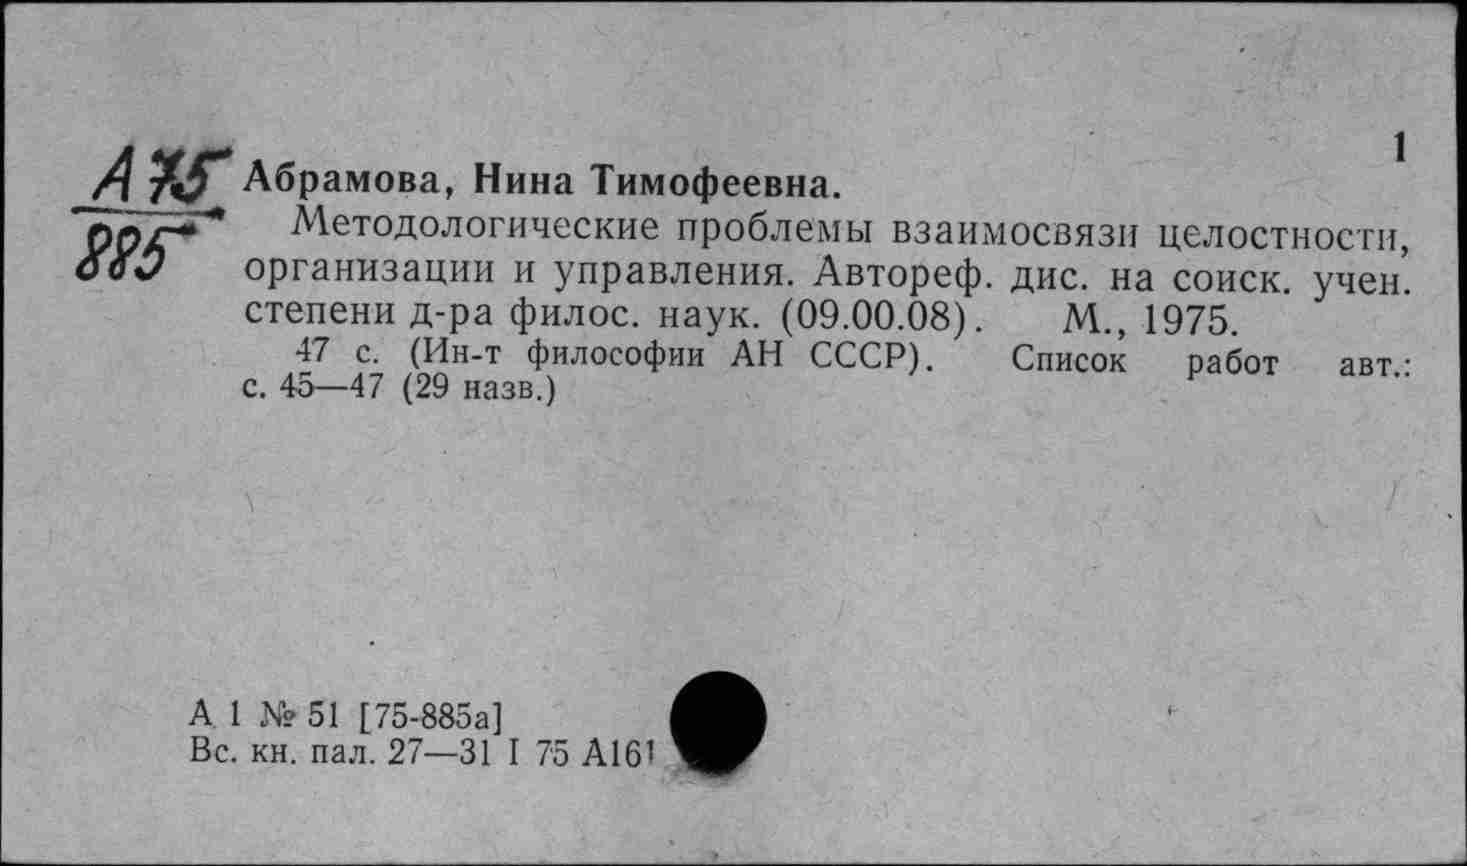 1
А 75 Абрамова, Нина Тимофеевна.
885 Методологические проблемы взаимосвязи целостности,
организации и управления. Автореф. дис. на соиск. учен.
степени д-ра филос. наук. (09.00.08). М., 1975.
47 с. (Ин-т философии АН СССР). Список работ авт.:
с. 45—47 (29 назв.)
А 1 № 51 [75-885а]
Вс. кн. пал. 27—31 I 75 А161